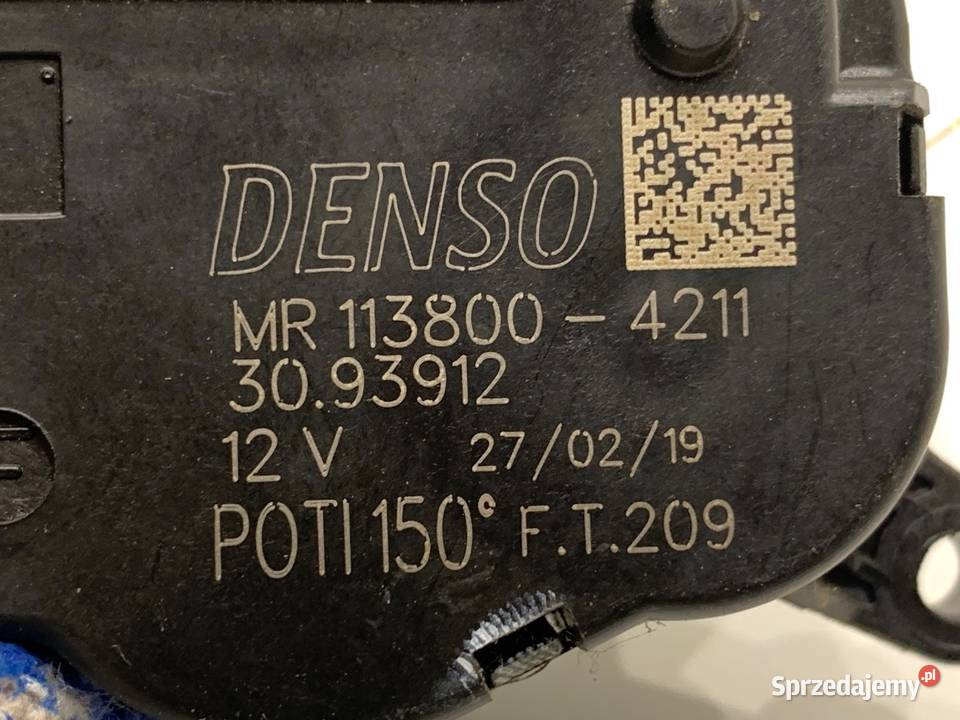 DENSO
MR 113800-4211
30.93912
12 V 27/02/19
POTI 150° F.T.209
Sprzedajemy.pl